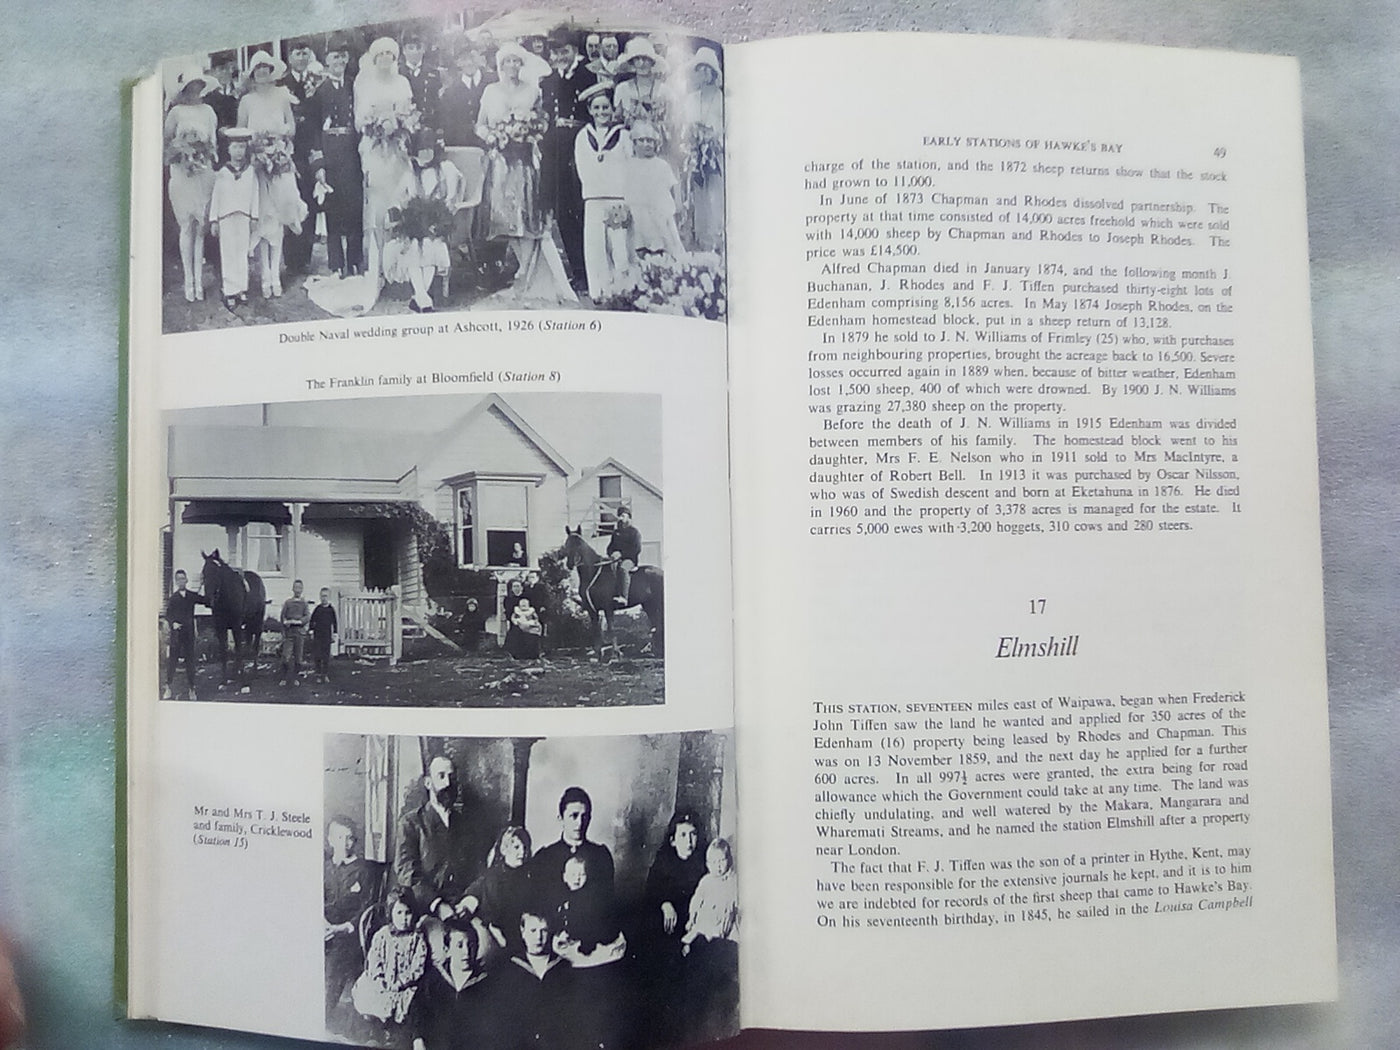 Double Naval wedding group at Ashcott, 1926 (Station 6)
The Franklin family at Bloomfield (Station 8)
Mr and Mrs T. J. Steele
and family, Cricklewood
(Station 15)
EARLY STATIONS OF HAWKE'S BAY 49
charge of the station, and the 1872 sheep returns show that the stock
had grown to 11,000.
In June of 1873 Chapman and Rhodes dissolved partnership. The
property at that time consisted of 14,000 acres freehold which were sold
with 14,000 sheep by Chapman and Rhodes to Joseph Rhodes. The
price was £14,500.
Alfred Chapman died in January 1874, and the following month J.
Buchanan, J. Rhodes and F. J. Tiffen purchased thirty-eight lots of
Edenham comprising 8,156 acres. In May 1874 Joseph Rhodes, on the
Edenham homestead block, put in a sheep return of 13,128.
In 1879 he sold to J. N. Williams of Frimley (25) who, with purchases
from neighbouring properties, brought the acreage back to 16,500. Severe
losses occurred again in 1889 when, because of bitter weather, Edenham
lost 1,500 sheep, 400 of which were drowned. By 1900 J. N. Williams
was grazing 27,380 sheep on the property.
Before the death of J. N. Williams in 1915 Edenham was divided
between members of his family. The homestead block went to his
daughter, Mrs F. E. Nelson who in 1911 sold to Mrs MacIntyre, a
daughter of Robert Bell. In 1913 it was purchased by Oscar Nilsson,
who was of Swedish descent and born at Eketahuna in 1876. He died
in 1960 and the property of 3,378 acres is managed for the estate. It
carries 5,000 ewes with 3,200 hoggets, 310 cows and 280 steers.
17
Elmshill
THIS STATION, SEVENTEEN miles east of Waipawa, began when Frederick
John Tiffen saw the land he wanted and applied for 350 acres of the
Edenham (16) property being leased by Rhodes and Chapman. This
was on 13 November 1859, and the next day he applied for a further
600 acres. In all 997½ acres were granted, the extra being for road
allowance which the Government could take at any time. The land was
chiefly undulating, and well watered by the Makara, Mangarara and
Wharemati Streams, and he named the station Elmshill after a property
near London.
The fact that F. J. Tiffen was the son of a printer in Hythe, Kent, may
have been responsible for the extensive journals he kept, and it is to him
we are indebted for records of the first sheep that came to Hawke's Bay.
On his seventeenth birthday, in 1845, he sailed in the Louisa Campbell